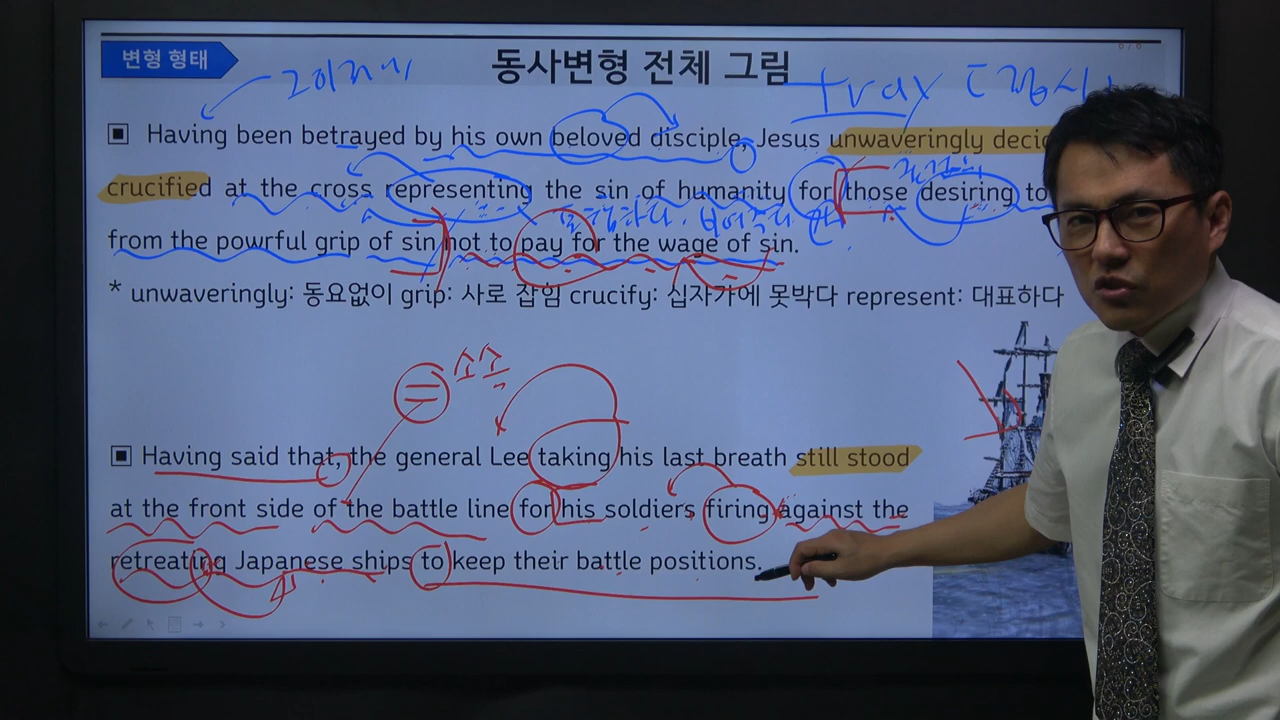 변형 형태
동사변형 전체 그림
6/6
■ Having been betrayed by his own beloved disciple, Jesus unwaveringly decid
crucified at the cross representing the sin of humanity for those desiring to
from the powrful grip of sin not to pay for the wage of sin.
* unwaveringly: 동요없이 grip: 사로 잡힘 crucify: 십자가에 못박다 represent: 대표하다
소속
■ Having said that, the general Lee taking his last breath still stood
at the front side of the battle line for his soldiers firing against the
retreating Japanese ships to keep their battle positions.